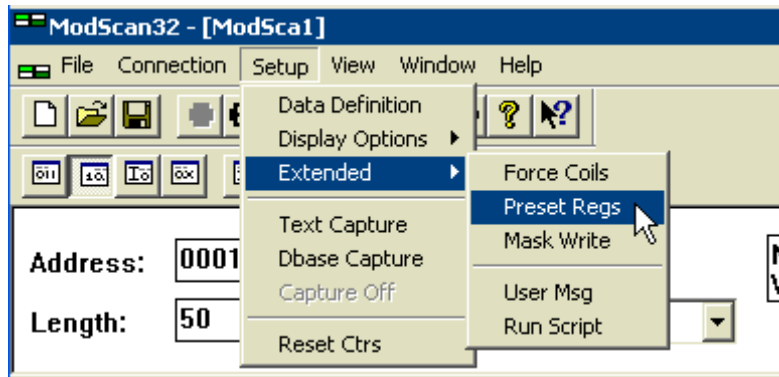 ModScan32 - [ModSca1]
File Connection Setup View Window Help
Data Definition
Display Options
Extended
Text Capture
Dbase Capture
Capture Off
Reset Ctrs
Force Coils
Preset Regs
Mask Write
User Msg
Run Script
Address: 0001
Length: 50